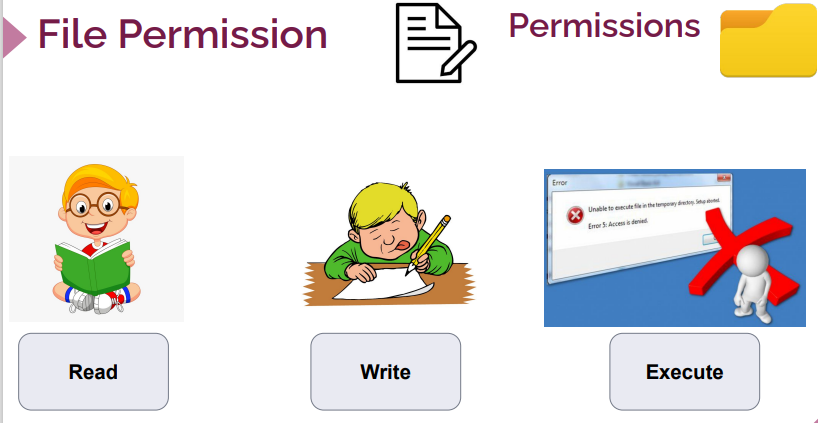 File Permission
Permissions
Error
Unable to execute file in the temporary directory. Setup aborted.
Error 5: Access is denied.
Read
Write
Execute